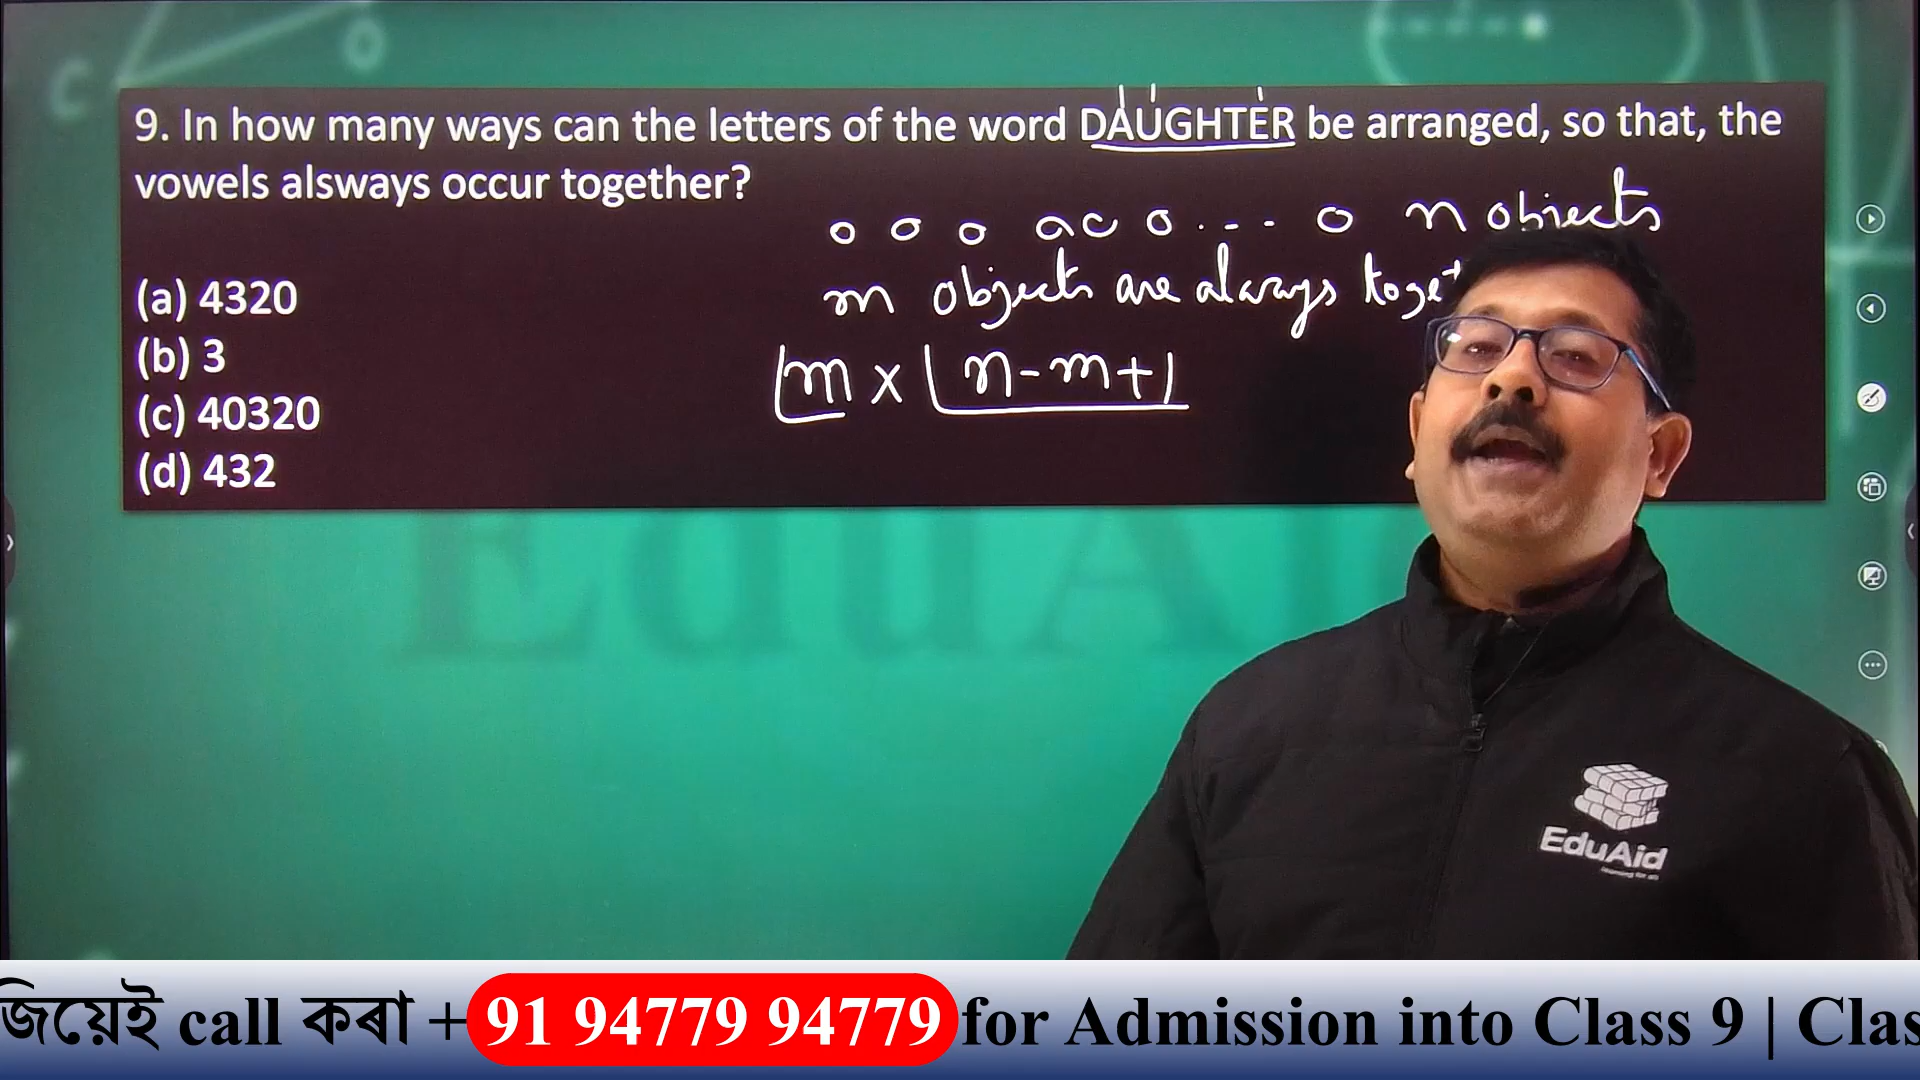 9. In how many ways can the letters of the word DAUGHTER be arranged, so that, the
vowels alsways occur together?
n objects
m objects are always toget
(a) 4320
(b) 3
(c) 40320
(d) 432
m × n-m+1
EduAi
EduAid
জিয়েই call কৰা + 91 94779 94779 for Admission into Class 9 | Clas